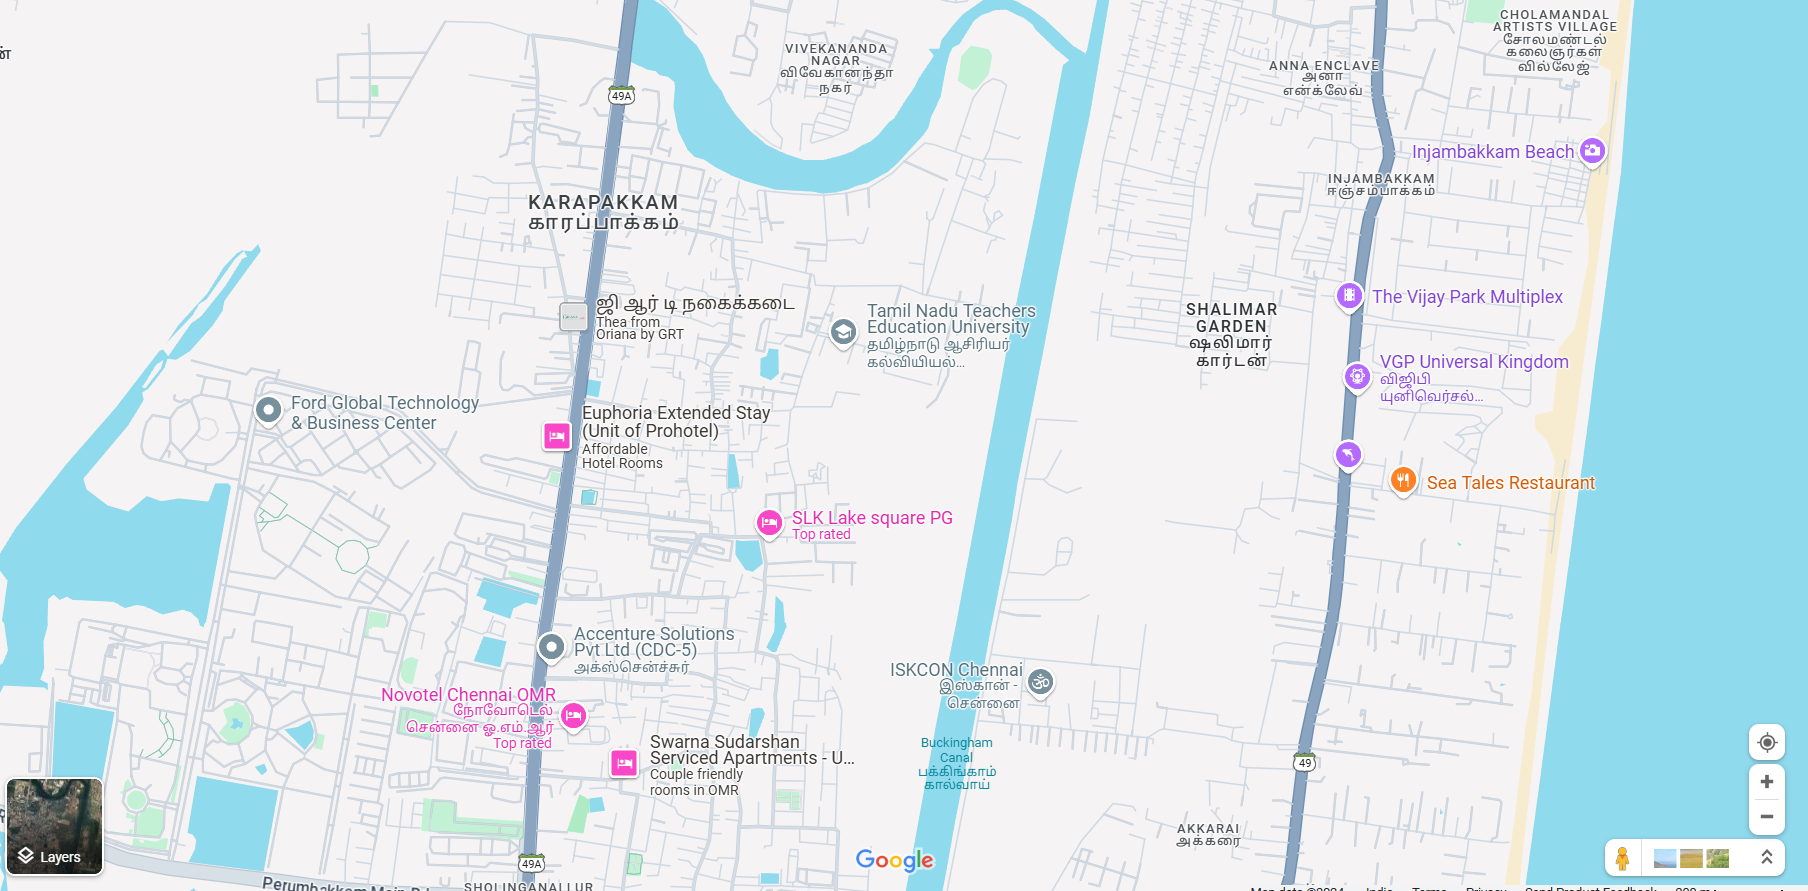 CHOLAMANDAL
ARTISTS VILLAGE
சோலமண்டல்
கலைஞர்கள்
வில்லேஜ்
VIVEKANANDA
NAGAR
விவேகானந்தா
நகர்
ANNA ENCLAVE
அனா
என்க்லேவ்
49A
Injambakkam Beach
INJAMBAKKAM
ஈஞ்சம்பாக்கம்
KARAPAKKAM
காரப்பாக்கம்
ஜி ஆர் டி நகைக்கடை
Thea from
Oriana by GRT
Tamil Nadu Teachers
Education University
தமிழ்நாடு ஆசிரியர்
கல்வியியல்...
SHALIMAR
GARDEN
ஷலிமார்
கார்டன்
The Vijay Park Multiplex
VGP Universal Kingdom
விஜிபி
யுனிவெர்சல்...
Ford Global Technology
& Business Center
Euphoria Extended Stay
(Unit of Prohotel)
Affordable
Hotel Rooms
Sea Tales Restaurant
SLK Lake square PG
Top rated
Accenture Solutions
Pvt Ltd (CDC-5)
அக்ஸ்சென்ச்சுர்
ISKCON Chennai
இஸ்கான் -
சென்னை
Novotel Chennai OMR
நோவோடெல்
சென்னை ஓ.எம்.ஆர்
Top rated
Swarna Sudarshan
Serviced Apartments - U...
Couple friendly
rooms in OMR
Buckingham
Canal
பக்கிங்காம்
கால்வாய்
49
AKKARAI
அக்கரை
Layers
Google
49A
Perumbakkam Main Rd
SHOLINGANALLUR
Map data ©2024
India
Terms
Privacy
Send Product Feedback
200 m